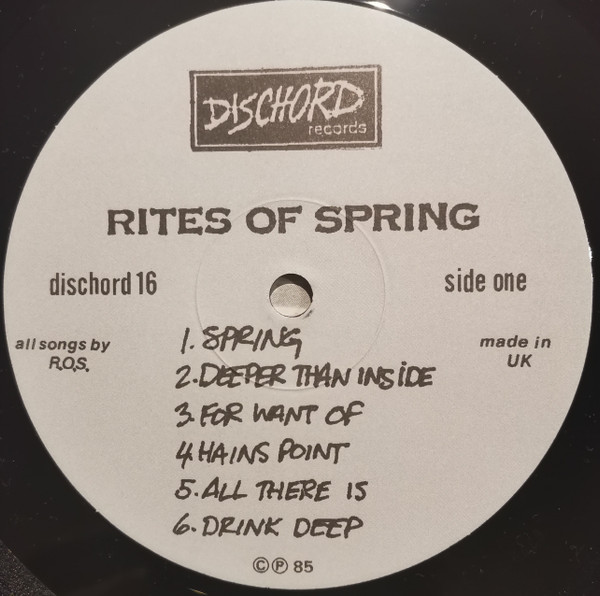 DISCHORD
records
RITES OF SPRING
dischord 16
side one
all songs by
R.O.S.
made in
UK
1. SPRING
2. DEEPER THAN INSIDE
3. FOR WANT OF
4 HAINS POINT
5. ALL THERE IS
6. DRINK DEEP
© ℗ 85